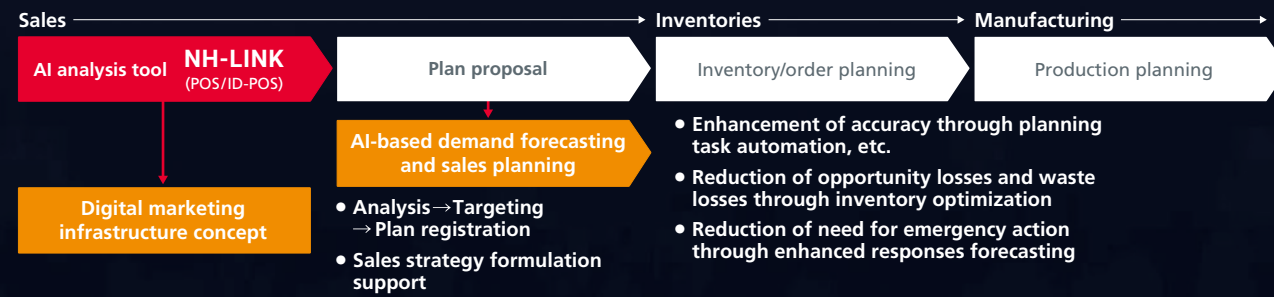 Sales
Inventories
Manufacturing
AI analysis tool
NH-LINK
(POS/ID-POS)
Plan proposal
Inventory/order planning
Production planning
AI-based demand forecasting
and sales planning
Digital marketing
infrastructure concept
• Analysis→Targeting
→Plan registration
• Sales strategy formulation
support
• Enhancement of accuracy through planning
task automation, etc.
• Reduction of opportunity losses and waste
losses through inventory optimization
• Reduction of need for emergency action
through enhanced responses forecasting